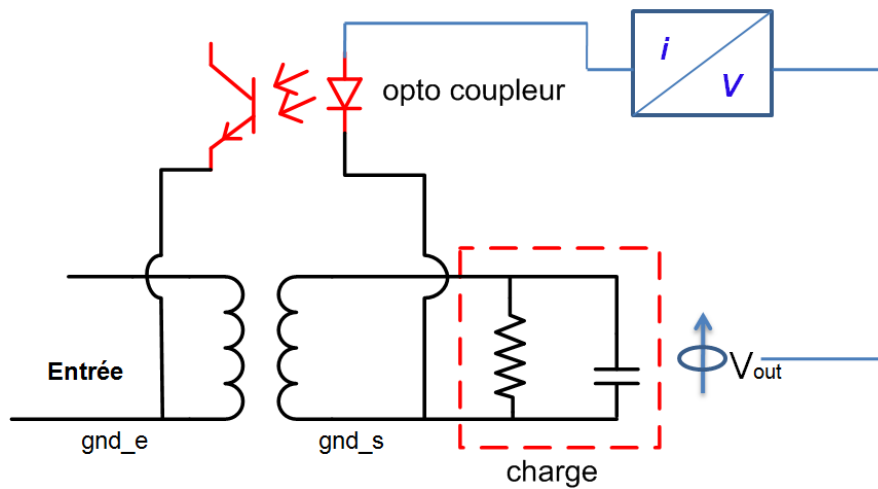 i
V
opto coupleur
Entrée
Vout
gnd_e
gnd_s
charge